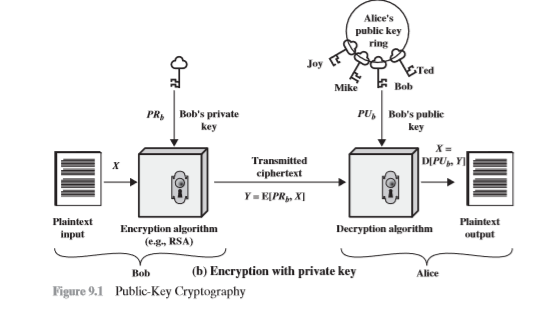 Alice's
public key
ring
Joy
Ted
Mike
Bob
PRb
Bob's private
key
PUb
Bob's public
key
X
Transmitted
ciphertext
X =
D[PUb, Y]
Y = E[PRb, X]
Plaintext
input
Encryption algorithm
(e.g., RSA)
Decryption algorithm
Plaintext
output
Bob
(b) Encryption with private key
Alice
Figure 9.1 Public-Key Cryptography